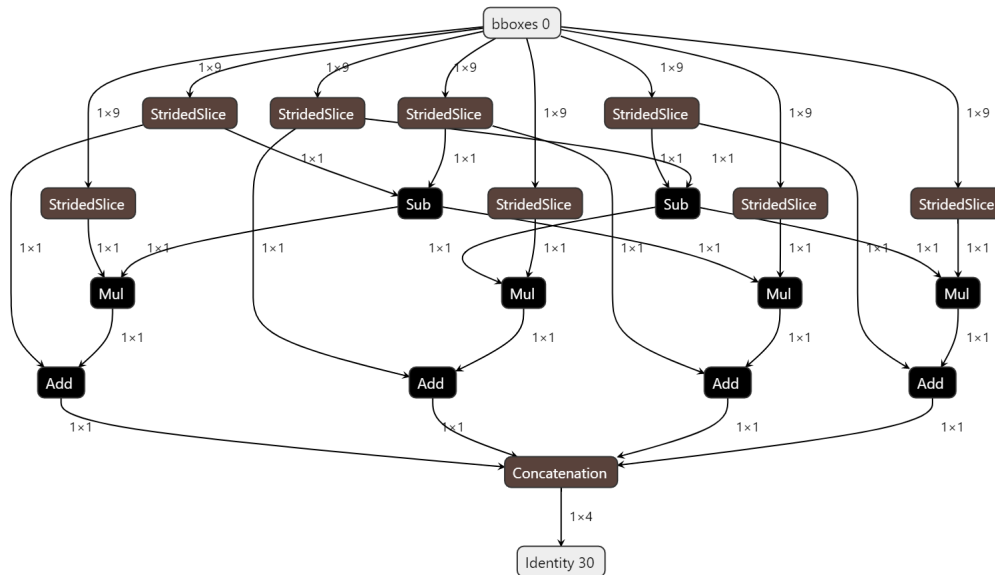 bboxes 0
1×9 1×9 1×9 1×9
StridedSlice StridedSlice StridedSlice StridedSlice
1×9 1×9 1×9 1×9
1×1 1×1 1×1 1×1
StridedSlice Sub StridedSlice Sub StridedSlice StridedSlice
1×1 1×1 1×1 1×1 1×1 1×1 1×1 1×1 1×1 1×1 1×1
Mul Mul Mul Mul
1×1 1×1 1×1 1×1
Add Add Add Add
1×1 1×1 1×1 1×1
Concatenation
1×4
Identity 30